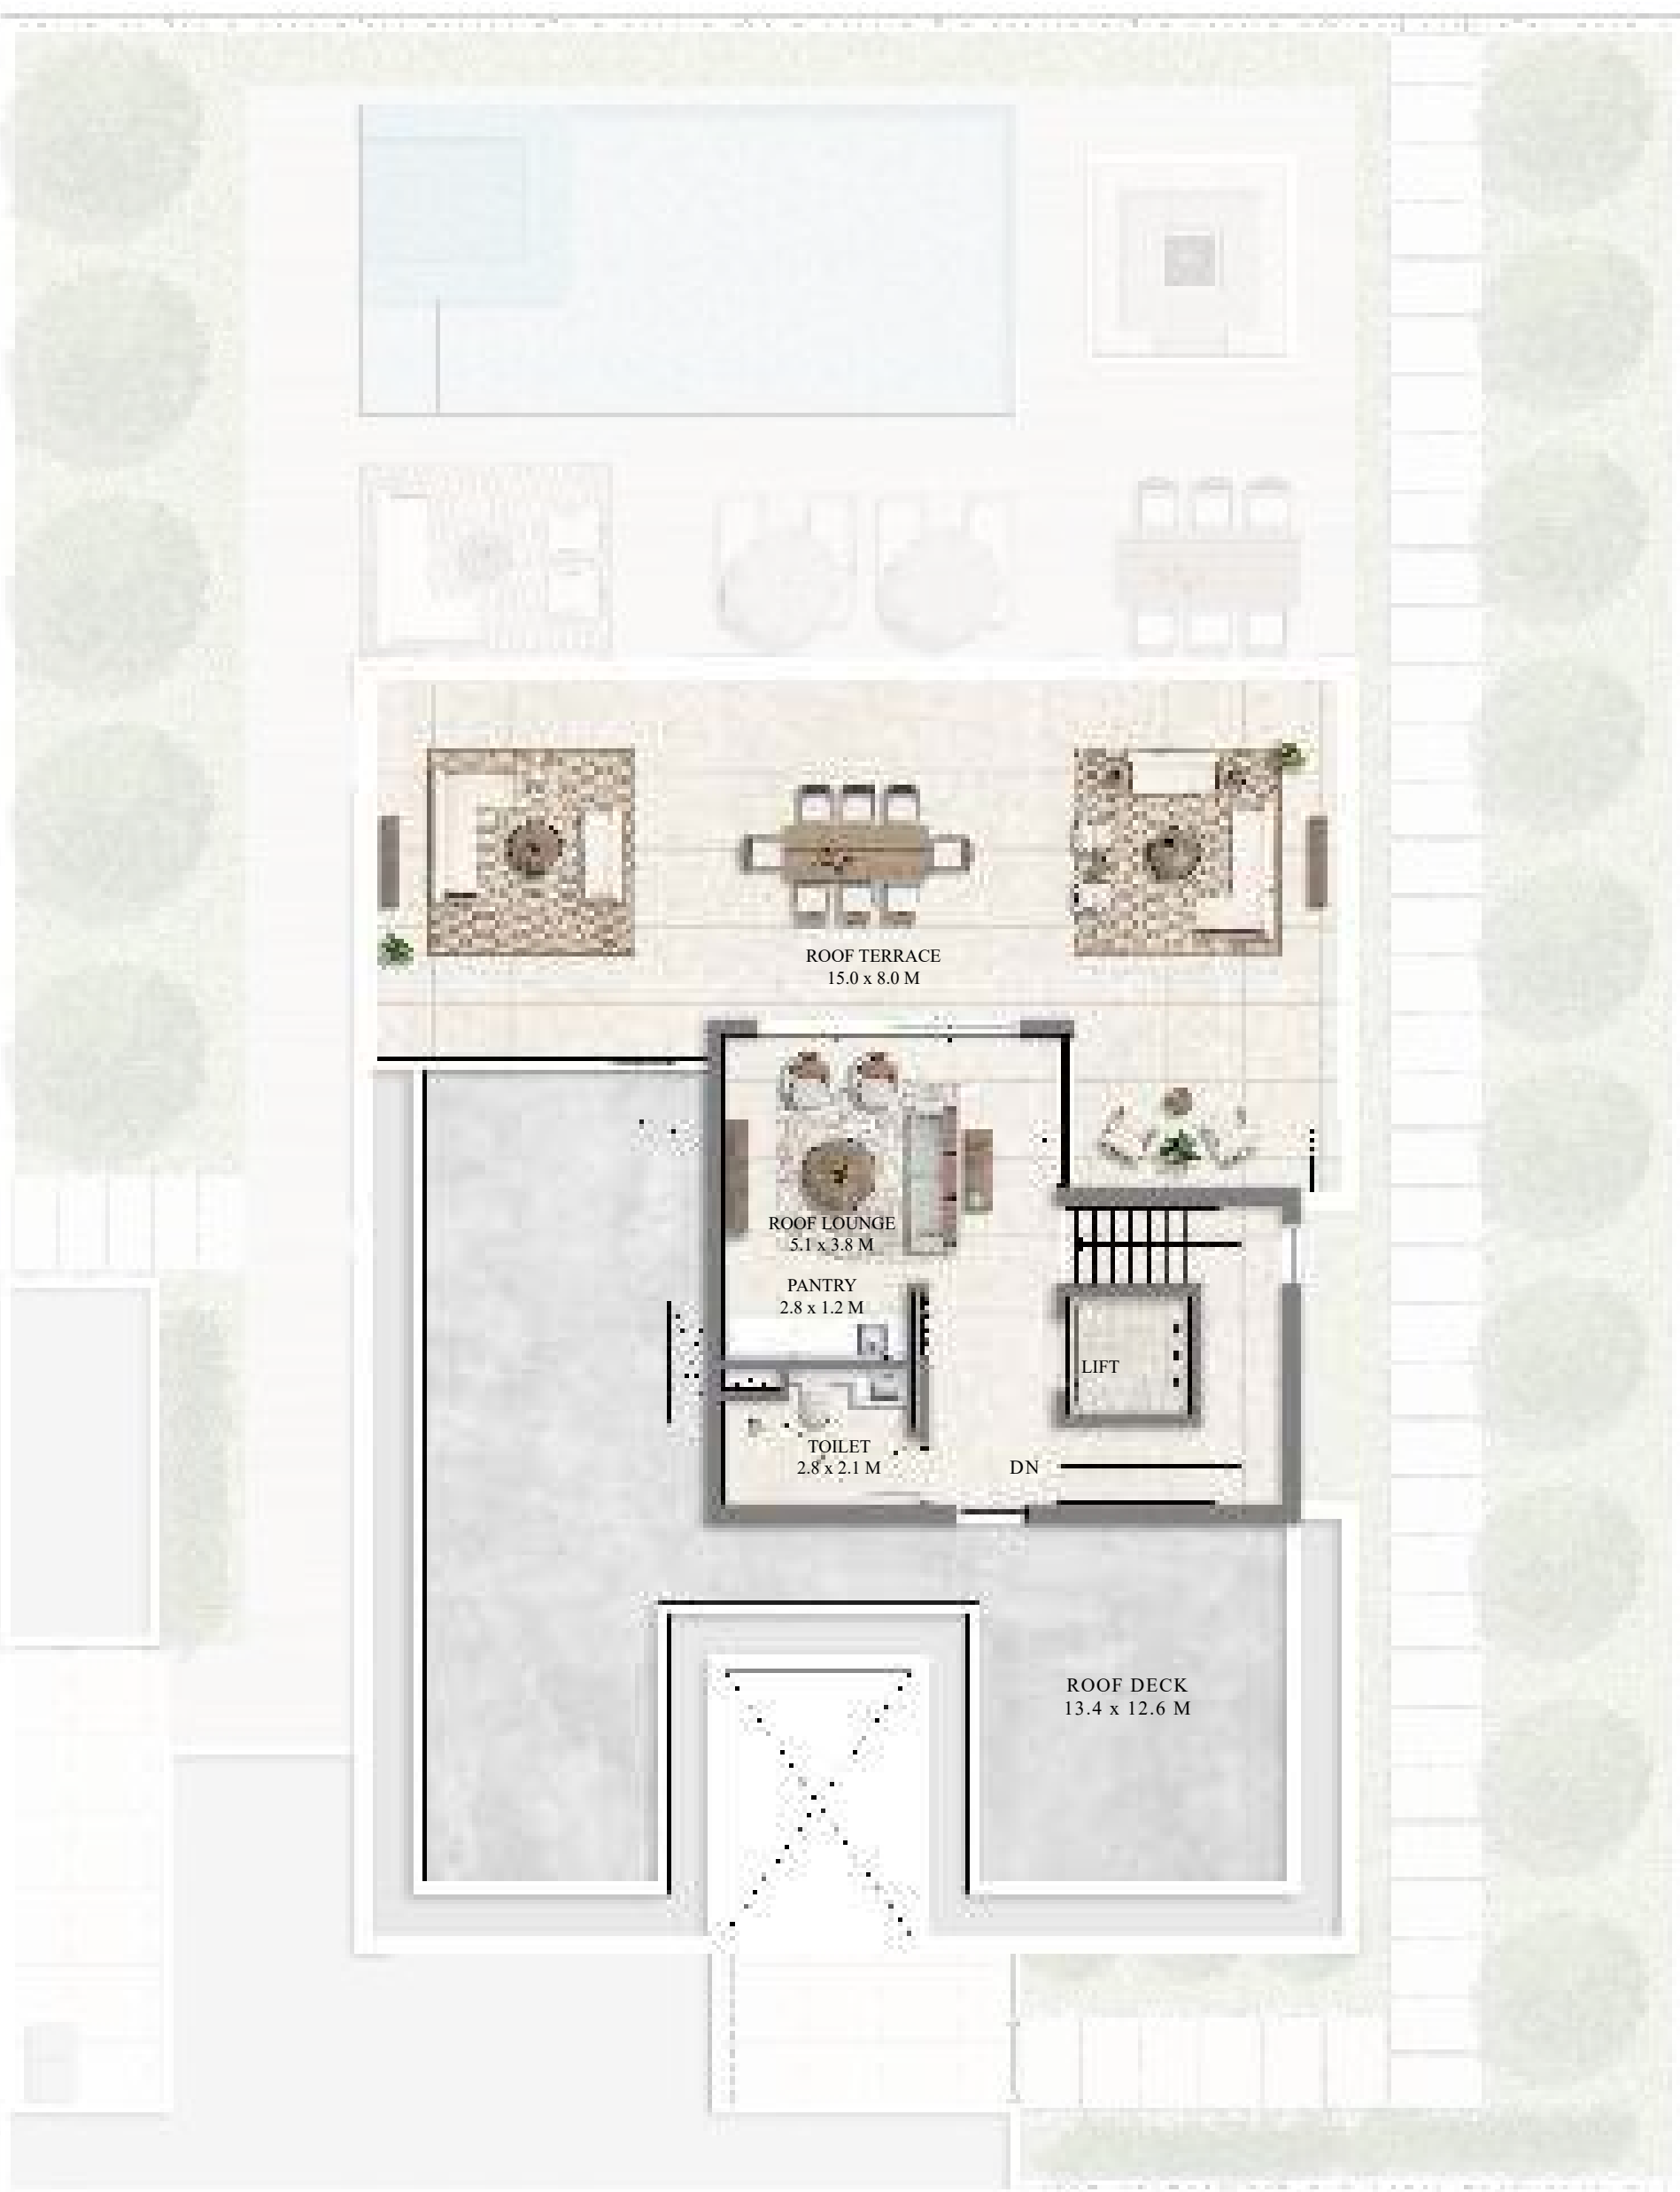 ROOF TERRACE
15.0 x 8.0 M
ROOF LOUNGE
5.1 x 3.8 M
PANTRY
2.8 x 1.2 M
LIFT
TOILET
2.8 x 2.1 M
DN
ROOF DECK
13.4 x 12.6 M